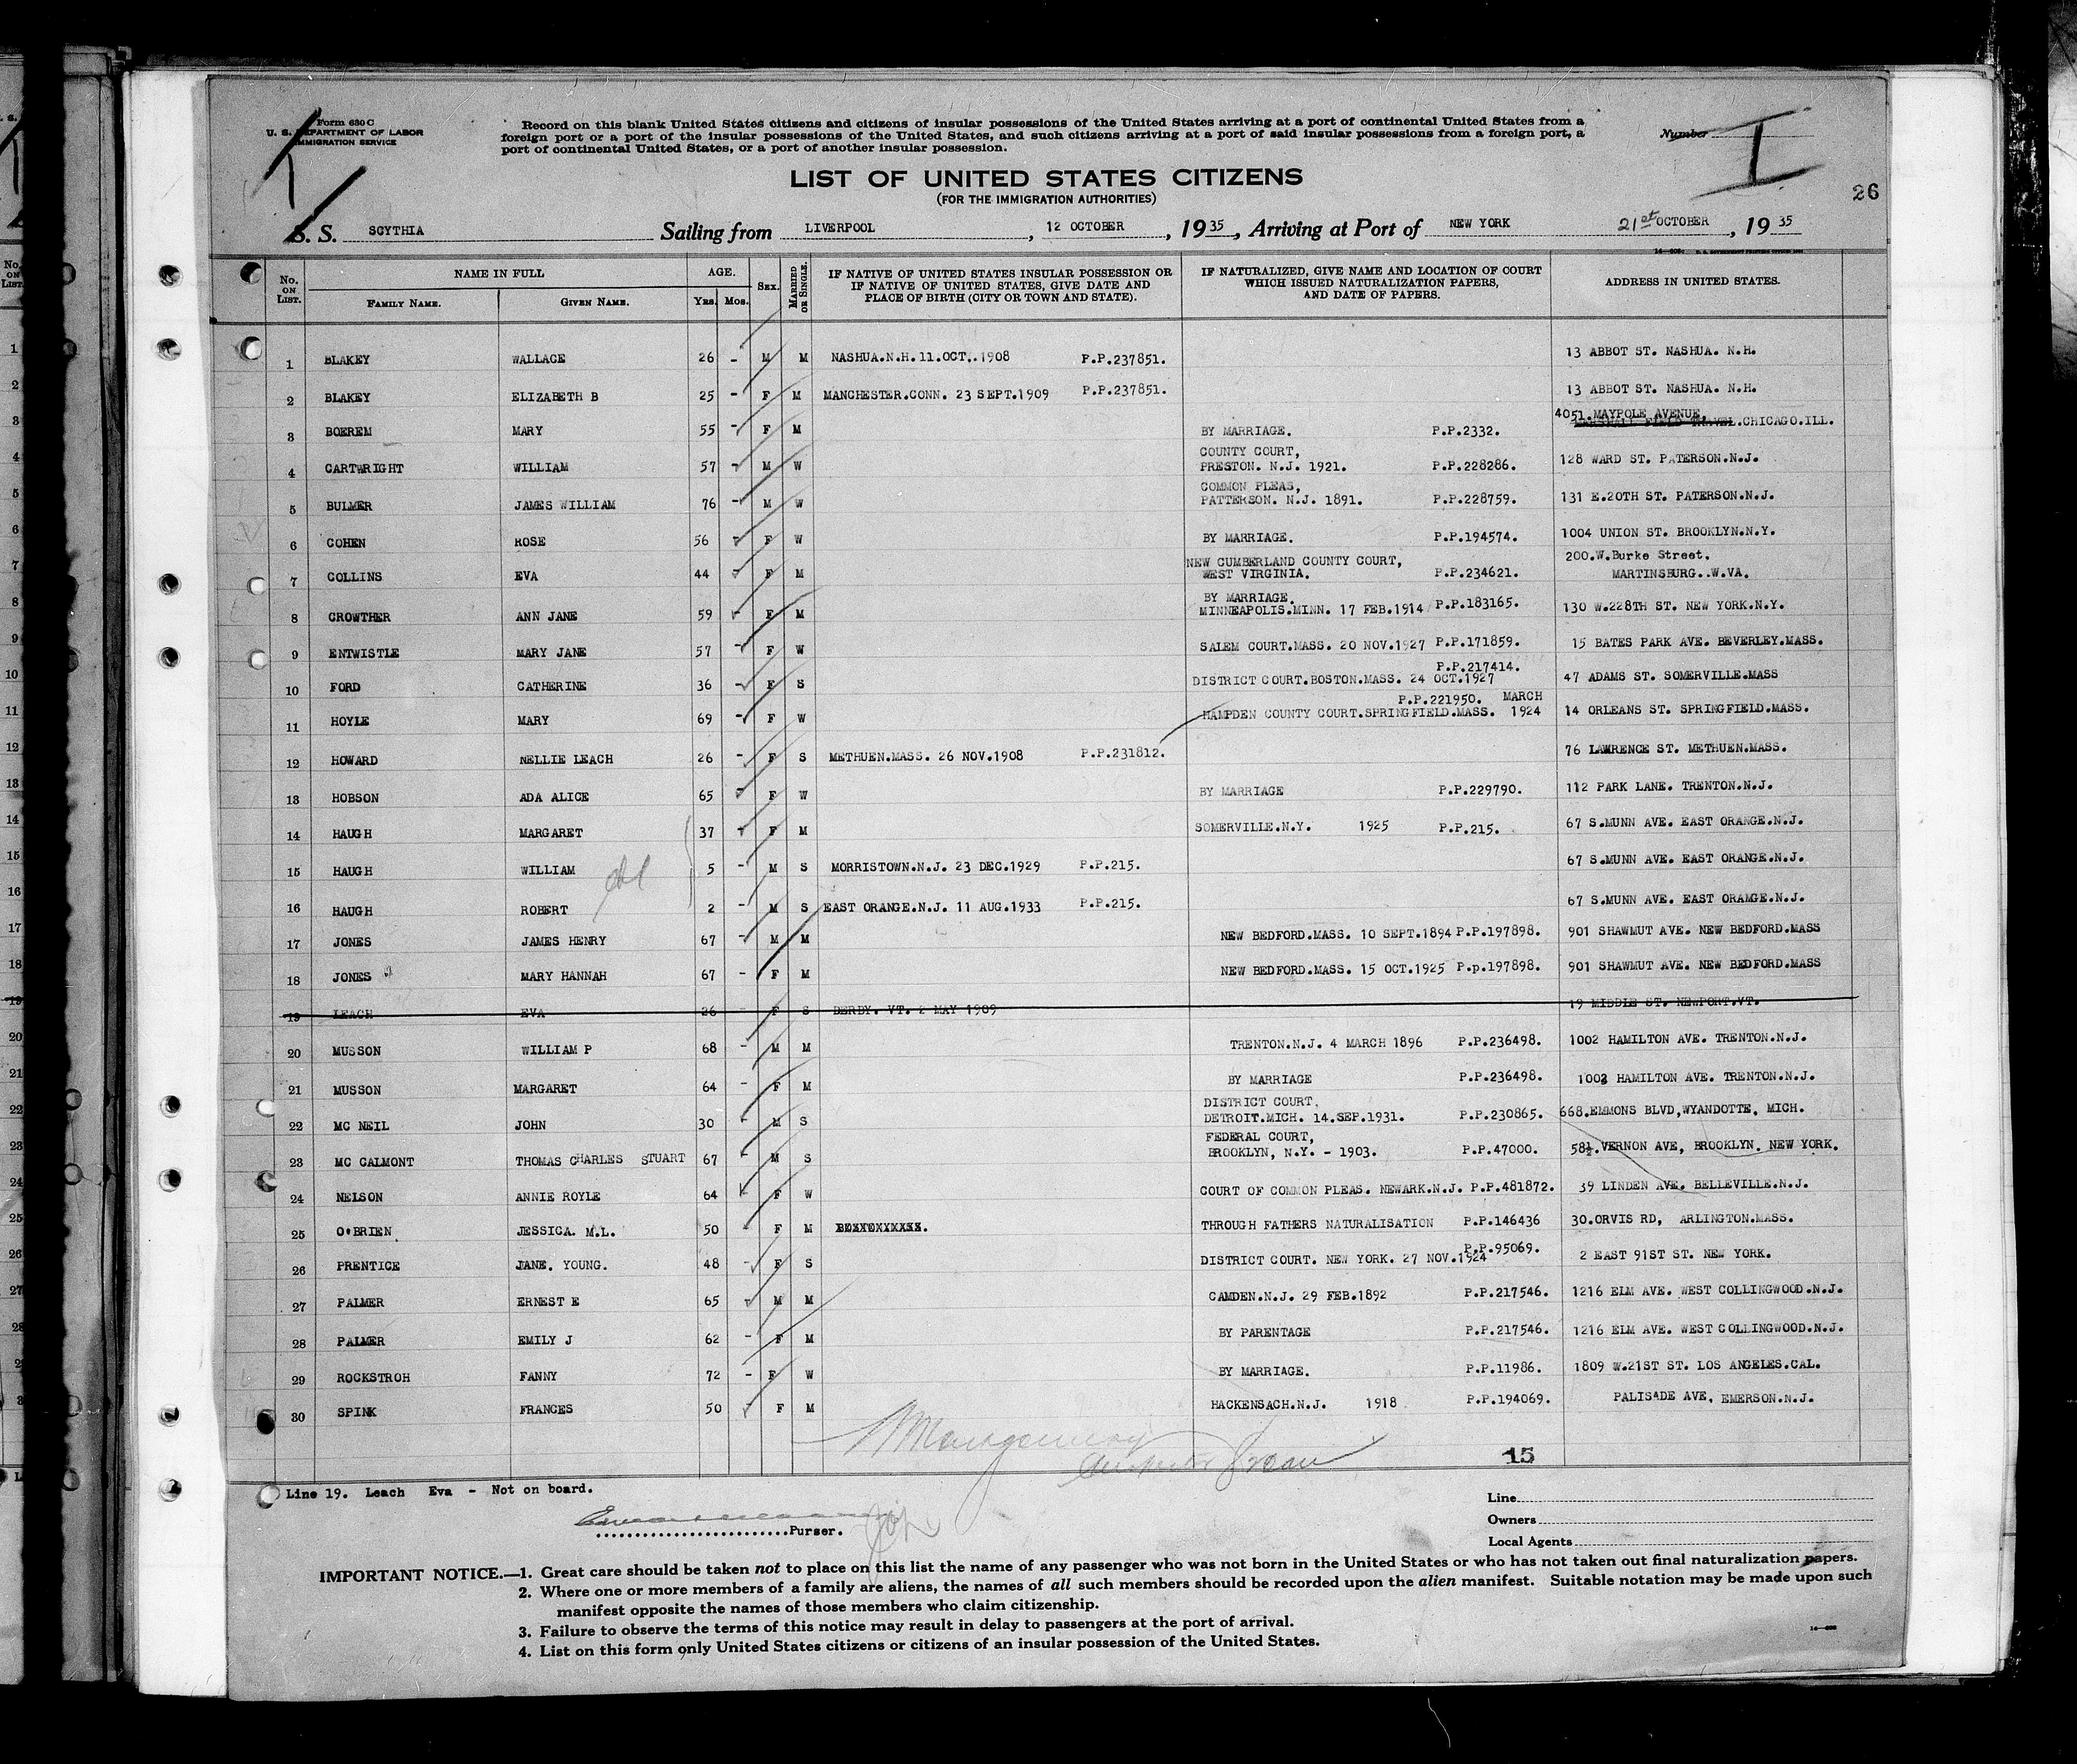 Form 630 C
U. S. DEPARTMENT OF LABOR
IMMIGRATION SERVICE
Record on this blank United States citizens and citizens of insular possessions of the United States arriving at a port of continental United States from a
foreign port or a port of the insular possessions of the United States, and such citizens arriving at a port of said insular possessions from a foreign port, a
port of continental United States, or a port of another insular possession.
Number
I
26
LIST OF UNITED STATES CITIZENS
(FOR THE IMMIGRATION AUTHORITIES)
S. S. SCYTHIA Sailing from LIVERPOOL, 12 OCTOBER, 1935, Arriving at Port of NEW YORK 21st OCTOBER, 1935
No. ON LIST. NAME IN FULL FAMILY NAME. GIVEN NAME. AGE. Yrs. Mos. SEX. MARRIED OR SINGLE. IF NATIVE OF UNITED STATES INSULAR POSSESSION OR IF NATIVE OF UNITED STATES, GIVE DATE AND PLACE OF BIRTH (CITY OR TOWN AND STATE). IF NATURALIZED, GIVE NAME AND LOCATION OF COURT WHICH ISSUED NATURALIZATION PAPERS, AND DATE OF PAPERS. ADDRESS IN UNITED STATES.
1 BLAKEY WALLACE 26 - M M NASHUA.N.H. 11.OCT..1908 P.P.237851. 13 ABBOT ST. NASHUA. N.H.
2 BLAKEY ELIZABETH B 25 - F M MANCHESTER.CONN. 23 SEPT.1909 P.P.237851. 13 ABBOT ST. NASHUA. N.H.
3 BOEREM MARY 55 - F M BY MARRIAGE. P.P.2332. 4051.MAYPOLE AVENUE. .CHICAGO.ILL.
4 CARTWRIGHT WILLIAM 57 - M W COUNTY COURT, PRESTON. N.J. 1921. P.P.228286. 128 WARD ST. PATERSON.N.J.
5 BULMER JAMES WILLIAM 76 - M W COMMON PLEAS, PATTERSON. N.J. 1891. P.P.228759. 131 E.20TH ST. PATERSON.N.J.
6 COHEN ROSE 56 - F W BY MARRIAGE. P.P.194574. 1004 UNION ST. BROOKLYN.N.Y.
7 COLLINS EVA 44 - F M NEW CUMBERLAND COUNTY COURT, WEST VIRGINIA. P.P.234621. 200.W.Burke Street. MARTINSBURG..W.VA.
8 CROWTHER ANN JANE 59 - F M BY MARRIAGE. MINNEAPOLIS.MINN. 17 FEB.1914 P.P.183165. 130 W.228TH ST. NEW YORK.N.Y.
9 ENTWISTLE MARY JANE 57 - F W SALEM COURT.MASS. 20 NOV.1927 P.P.171859. 15 BATES PARK AVE. BEVERLEY.MASS.
10 FORD CATHERINE 36 - F S P.P.217414. DISTRICT COURT.BOSTON.MASS. 24 OCT.1927 47 ADAMS ST. SOMERVILLE.MASS
11 HOYLE MARY 69 - F W P.P.221950. MARCH HAMPDEN COUNTY COURT.SPRINGFIELD.MASS. 1924 14 ORLEANS ST. SPRINGFIELD.MASS.
12 HOWARD NELLIE LEACH 26 - F S METHUEN.MASS. 26 NOV.1908 P.P.231812. 76 LAWRENCE ST. METHUEN.MASS.
13 HOBSON ADA ALICE 65 - F W BY MARRIAGE P.P.229790. 112 PARK LANE. TRENTON.N.J.
14 HAUGH MARGARET 37 - F M SOMERVILLE.N.Y. 1925 P.P.215. 67 S.MUNN AVE. EAST ORANGE.N.J.
15 HAUGH WILLIAM 5 - M S MORRISTOWN.N.J. 23 DEC.1929 P.P.215. 67 S.MUNN AVE. EAST ORANGE.N.J.
16 HAUGH ROBERT 2 - M S EAST ORANGE.N.J. 11 AUG.1933 P.P.215. 67 S.MUNN AVE. EAST ORANGE.N.J.
17 JONES JAMES HENRY 67 - M M NEW BEDFORD.MASS. 10 SEPT.1894 P.P.197898. 901 SHAWMUT AVE. NEW BEDFORD.MASS
18 JONES MARY HANNAH 67 - F M NEW BEDFORD.MASS. 15 OCT.1925 P.p.197898. 901 SHAWMUT AVE. NEW BEDFORD.MASS
19 LEACH EVA 26 - F S DERBY. VT. 2 MAY 1909 19 MIDDLE ST. NEWPORT.VT.
20 MUSSON WILLIAM P 68 - M M TRENTON.N.J. 4 MARCH 1896 P.P.236498. 1002 HAMILTON AVE. TRENTON.N.J.
21 MUSSON MARGARET 64 - F M BY MARRIAGE P.P.236498. 1002 HAMILTON AVE. TRENTON.N.J.
22 MC NEIL JOHN 30 - M S DISTRICT COURT, DETROIT.MICH. 14.SEP.1931. P.P.230865. 668.EMMONS BLVD,WYANDOTTE, MICH.
23 MC CALMONT THOMAS CHARLES STUART 67 - M S FEDERAL COURT, BROOKLYN, N.Y. - 1903. P.P.47000. 58½.VERNON AVE, BROOKLYN. NEW YORK.
24 NELSON ANNIE ROYLE 64 - F W COURT OF COMMON PLEAS. NEWARK.N.J. P.P.481872. 39 LINDEN AVE. BELLEVILLE.N.J.
25 O'BRIEN JESSICA. M.L. 50 - F M THROUGH FATHERS NATURALISATION P.P.146436 30.ORVIS RD, ARLINGTON.MASS.
26 PRENTICE JANE. YOUNG. 48 - F S P.P.95069. DISTRICT COURT. NEW YORK. 27 NOV.1924 2 EAST 91ST ST. NEW YORK.
27 PALMER ERNEST E 65 - M M CAMDEN.N.J. 29 FEB.1892 P.P.217546. 1216 ELM AVE. WEST COLLINGWOOD.N.J.
28 PALMER EMILY J 62 - F M BY PARENTAGE P.P.217546. 1216 ELM AVE. WEST COLLINGWOOD.N.J.
29 ROCKSTROH FANNY 72 - F W BY MARRIAGE. P.P.11986. 1809 W.21ST ST. LOS ANGELES.CAL.
30 SPINK FRANCES 50 - F M HACKENSACH.N.J. 1918 P.P.194069. PALISADE AVE, EMERSON.N.J.
15
Line 19. Leach Eva - Not on board.
Purser.
Line
Owners
Local Agents
IMPORTANT NOTICE.—1. Great care should be taken not to place on this list the name of any passenger who was not born in the United States or who has not taken out final naturalization papers.
2. Where one or more members of a family are aliens, the names of all such members should be recorded upon the alien manifest. Suitable notation may be made upon such
manifest opposite the names of those members who claim citizenship.
3. Failure to observe the terms of this notice may result in delay to passengers at the port of arrival.
4. List on this form only United States citizens or citizens of an insular possession of the United States.